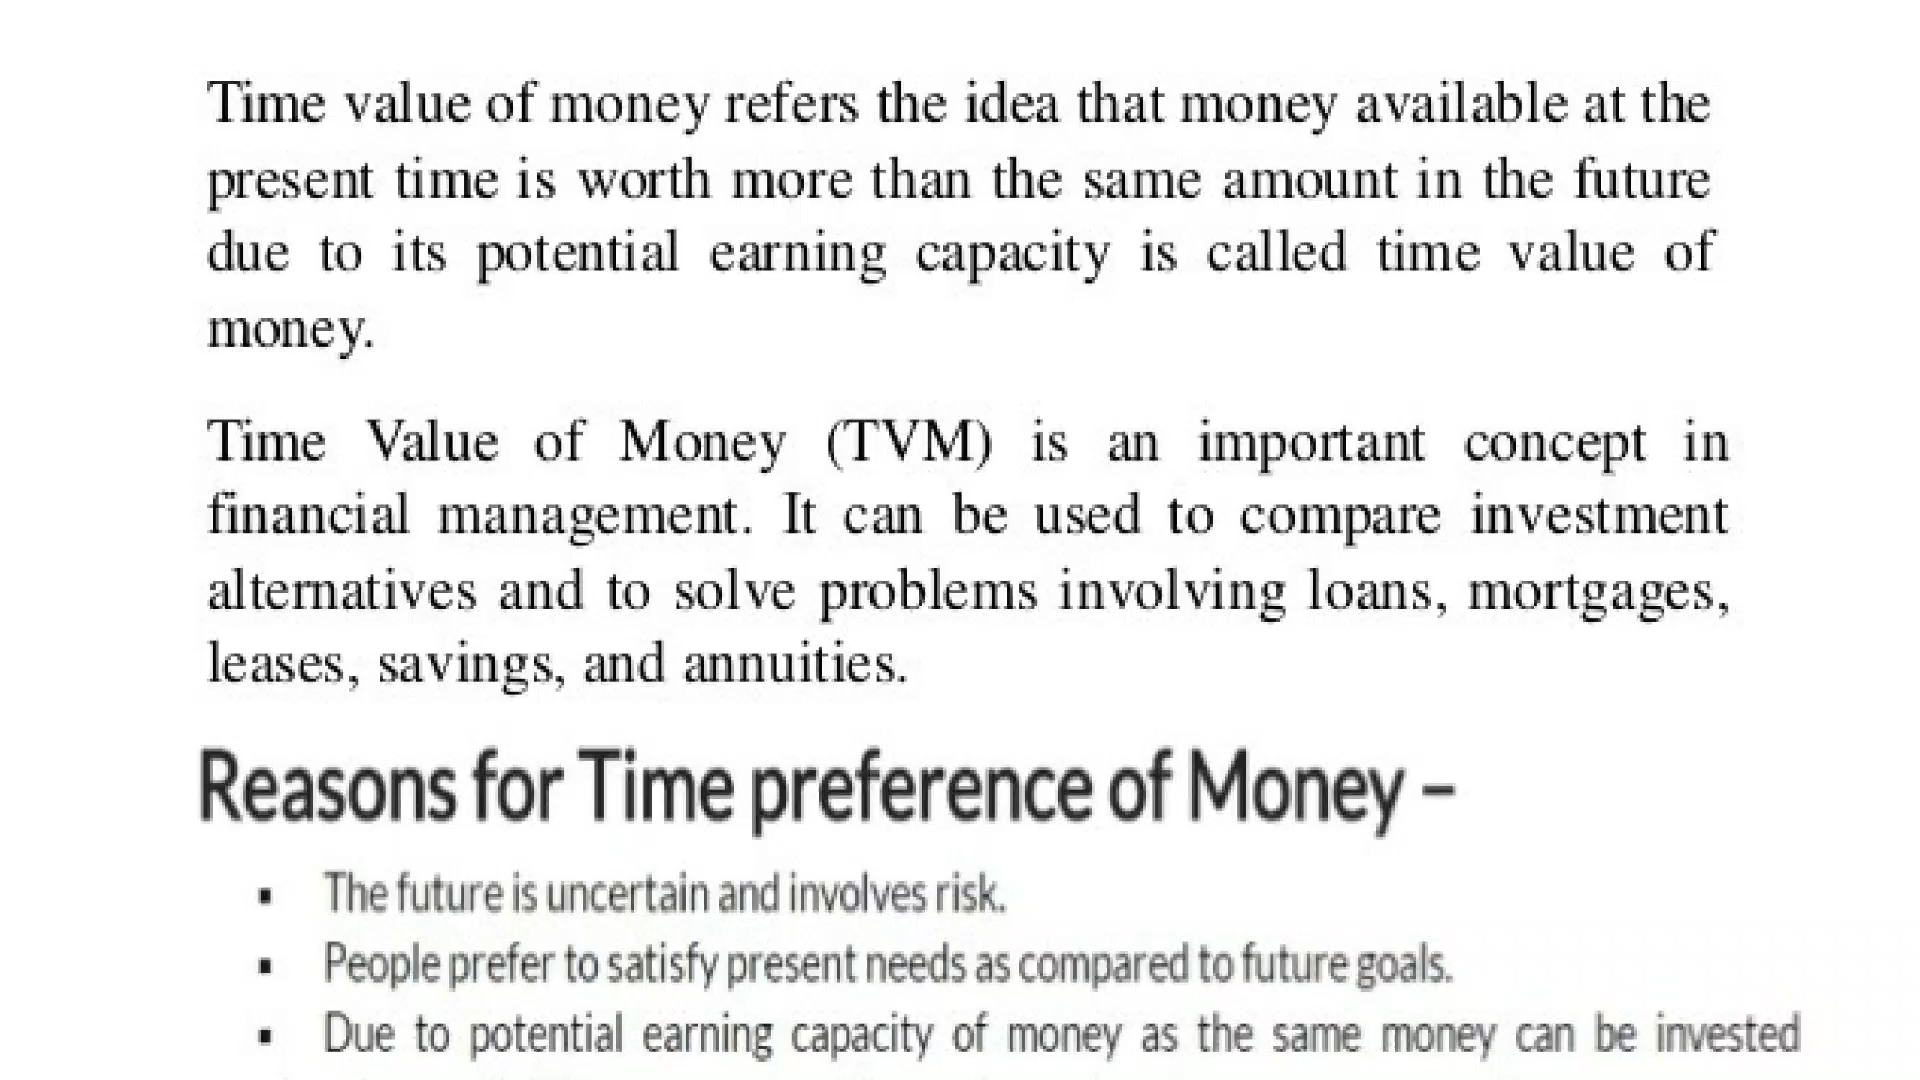 Time value of money refers the idea that money available at the
present time is worth more than the same amount in the future
due to its potential earning capacity is called time value of
money.
Time Value of Money (TVM) is an important concept in
financial management. It can be used to compare investment
alternatives and to solve problems involving loans, mortgages,
leases, savings, and annuities.
Reasons for Time preference of Money –
▪ The future is uncertain and involves risk.
▪ People prefer to satisfy present needs as compared to future goals.
▪ Due to potential earning capacity of money as the same money can be invested